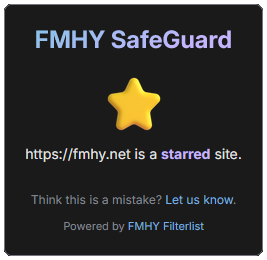 FMHY SafeGuard
https://fmhy.net is a starred site.
Think this is a mistake? Let us know.
Powered by FMHY Filterlist